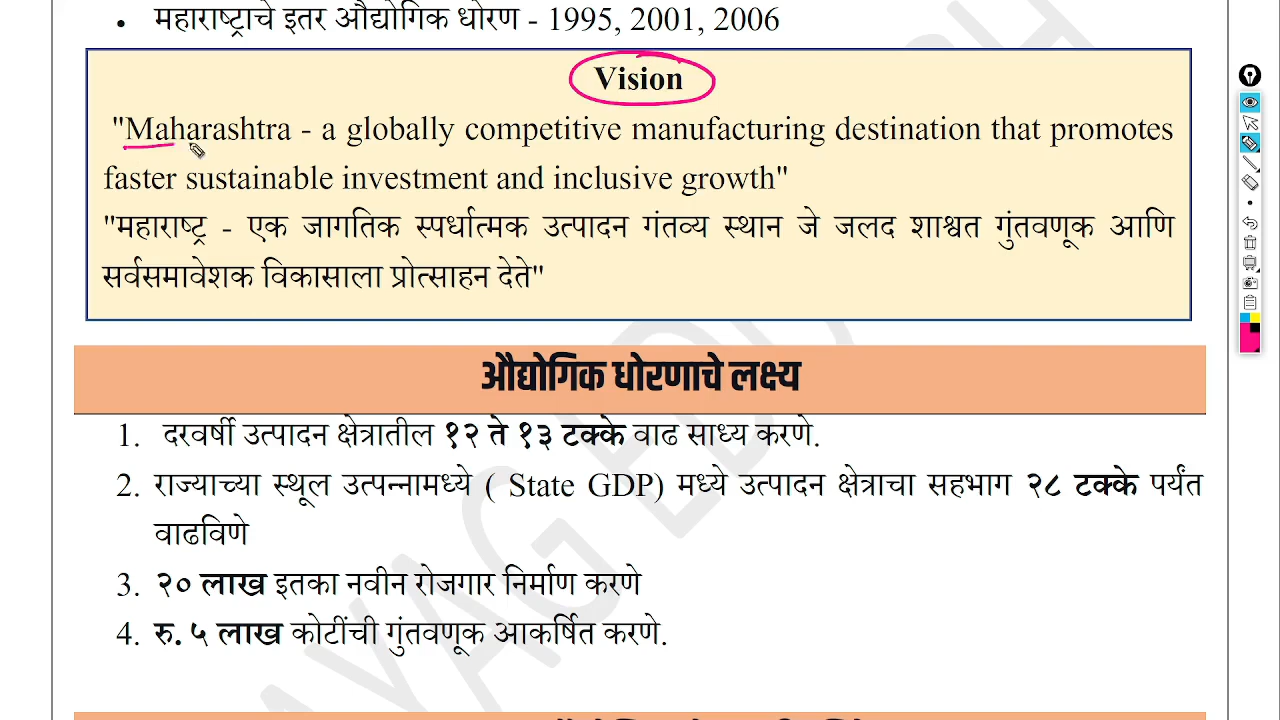 • महाराष्ट्राचे इतर औद्योगिक धोरण - 1995, 2001, 2006
Vision
"Maharashtra - a globally competitive manufacturing destination that promotes
faster sustainable investment and inclusive growth"
"महाराष्ट्र - एक जागतिक स्पर्धात्मक उत्पादन गंतव्य स्थान जे जलद शाश्वत गुंतवणूक आणि
सर्वसमावेशक विकासाला प्रोत्साहन देते"
औद्योगिक धोरणाचे लक्ष्य
1. दरवर्षी उत्पादन क्षेत्रातील १२ ते १३ टक्के वाढ साध्य करणे.
2. राज्याच्या स्थूल उत्पन्नामध्ये ( State GDP) मध्ये उत्पादन क्षेत्राचा सहभाग २८ टक्के पर्यंत
वाढविणे
3. २० लाख इतका नवीन रोजगार निर्माण करणे
4. रु. ५ लाख कोटींची गुंतवणूक आकर्षित करणे.